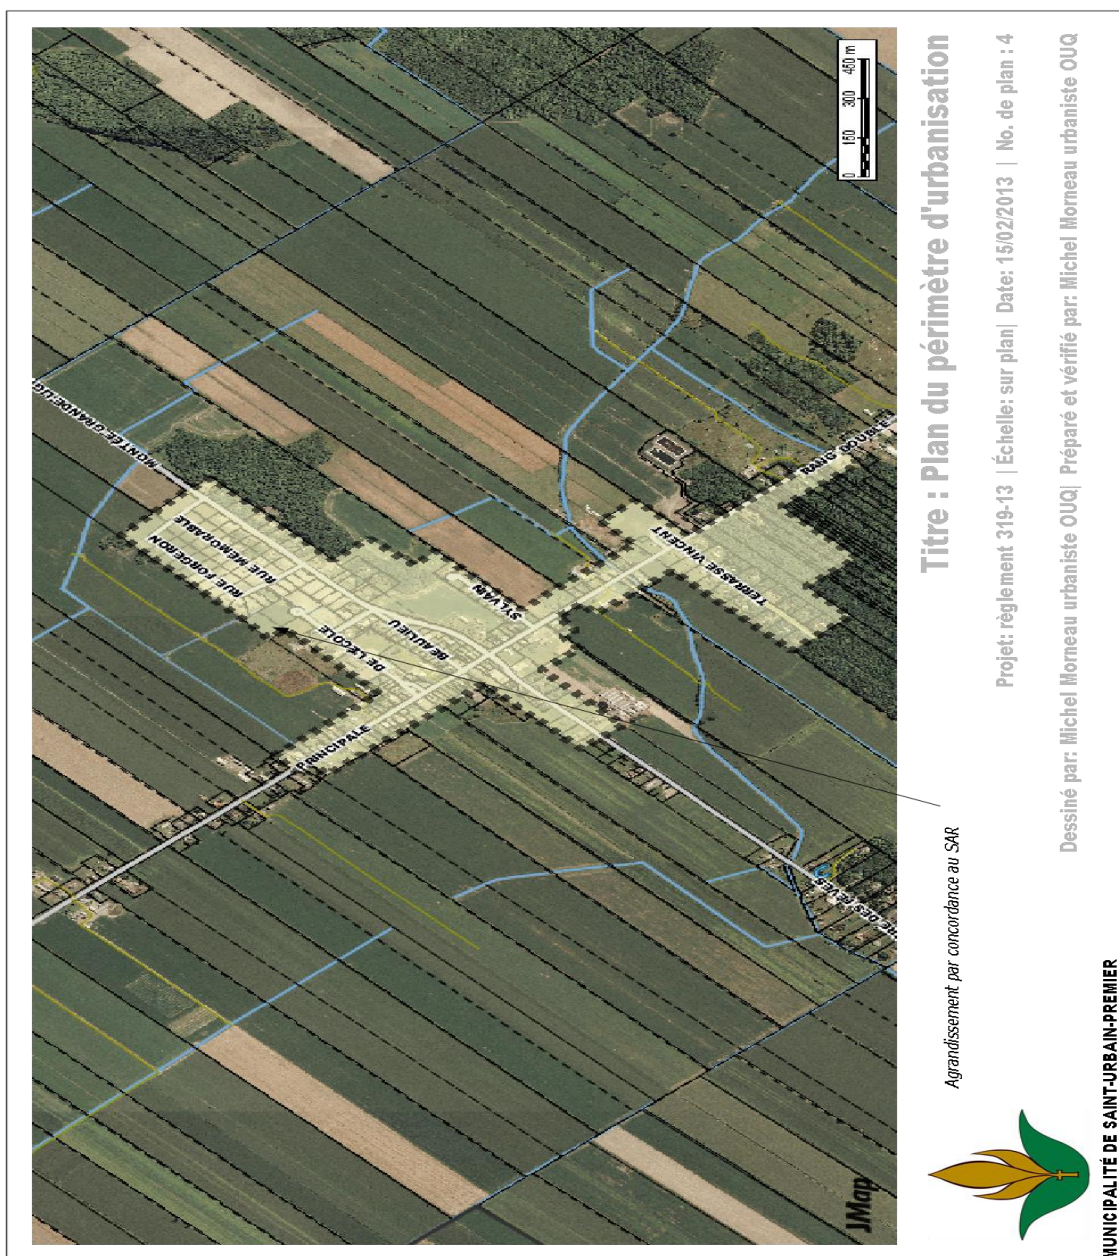 Titre : Plan du périmètre d'urbanisation
Projet: règlement 319-13 | Échelle: sur plan| Date: 15/02/2013 | No. de plan : 4
Dessiné par: Michel Morneau urbaniste OUQ| Préparé et vérifié par: Michel Morneau urbaniste OUQ
Agrandissement par concordance au SAR
MUNICIPALITÉ DE SAINT-URBAIN-PREMIER
JMap
0 150 300 450 m
MONTÉE GRANDE-LIG
RUE MÉMORABLE
RUE FORGERON
DE L'ÉCOLE
BEAULIEU
SYLVAIN
PRINCIPALE
TERRASSE VINCENT
RANG DOUBLE